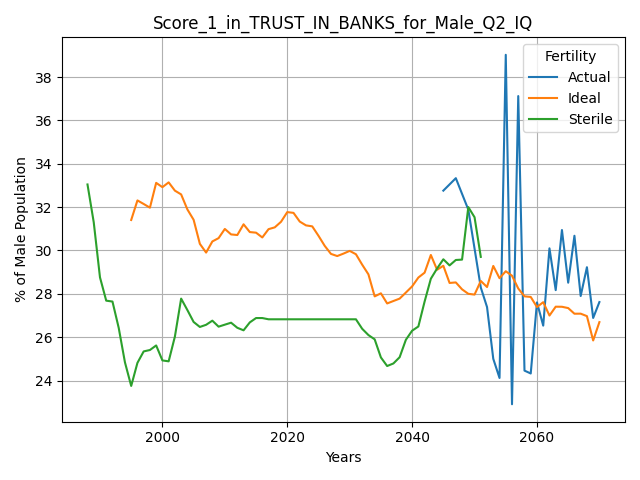 Score_1_in_TRUST_IN_BANKS_for_Male_Q2_IQ
Fertility
Actual
Ideal
Sterile
% of Male Population
38
36
34
32
30
28
26
24
2000
2020
2040
2060
Years